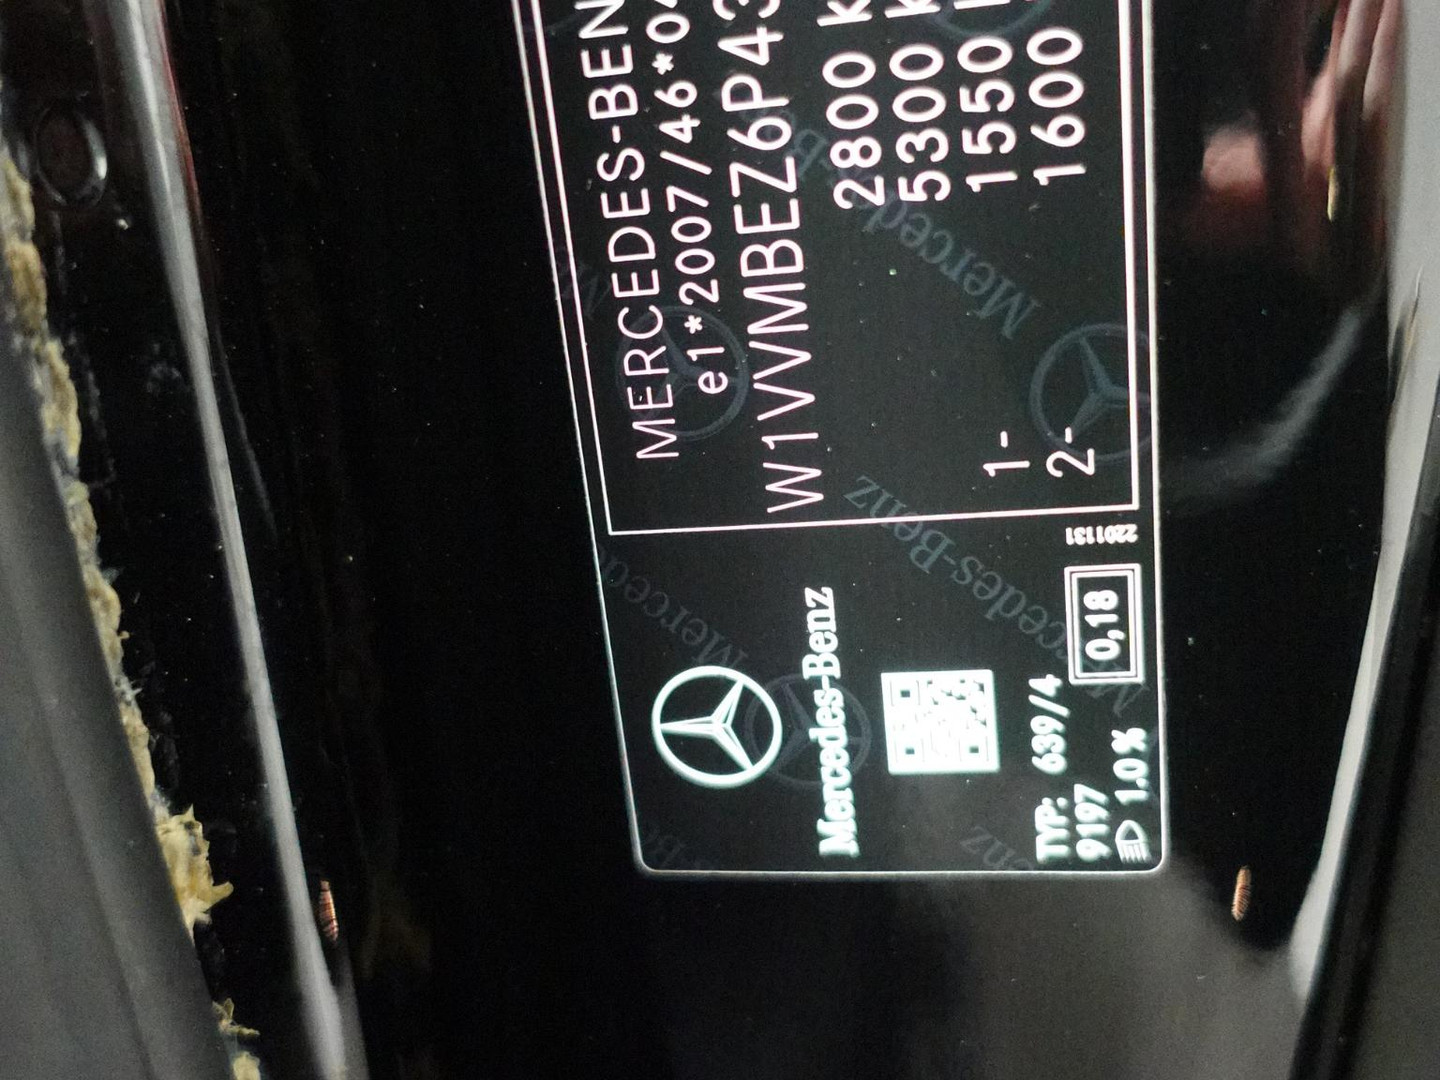 MERCEDES-BEN
e1*2007/46*04
W1VVMBEZ6P43
2800 k
5300 k
1- 1550
2- 1600
Mercedes-Benz
TYP: 639/4
9197
1.0 %
0,18
2201131